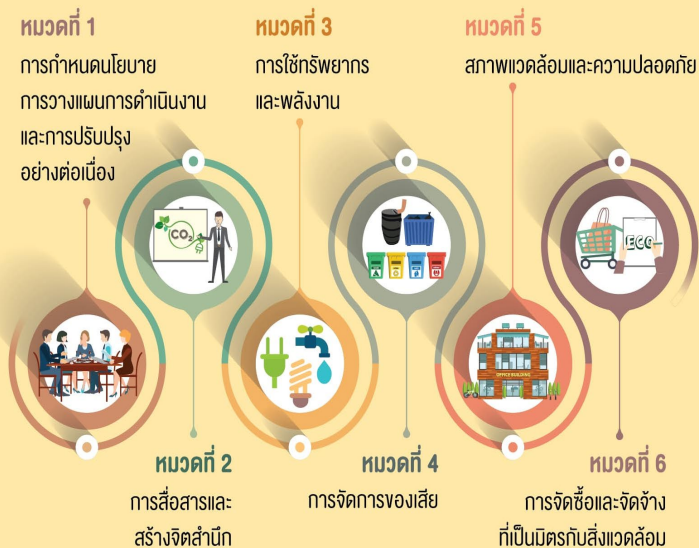 หมวดที่ 1
การกำหนดนโยบาย
การวางแผนการดำเนินงาน
และการปรับปรุง
อย่างต่อเนื่อง
หมวดที่ 3
การใช้ทรัพยากร
และพลังงาน
หมวดที่ 5
สภาพแวดล้อมและความปลอดภัย
CO₂
ECO
OFFICE BUILDING
หมวดที่ 2
การสื่อสารและ
สร้างจิตสำนึก
หมวดที่ 4
การจัดการของเสีย
หมวดที่ 6
การจัดซื้อและจัดจ้าง
ที่เป็นมิตรกับสิ่งแวดล้อม